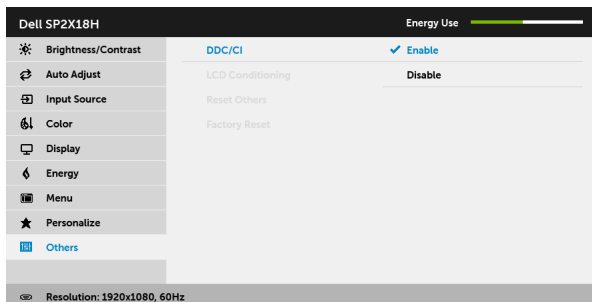 Dell SP2X18H Energy Use
Brightness/Contrast DDC/CI Enable
Auto Adjust LCD Conditioning Disable
Input Source Reset Others
Color Factory Reset
Display
Energy
Menu
Personalize
Others
Resolution: 1920x1080, 60Hz